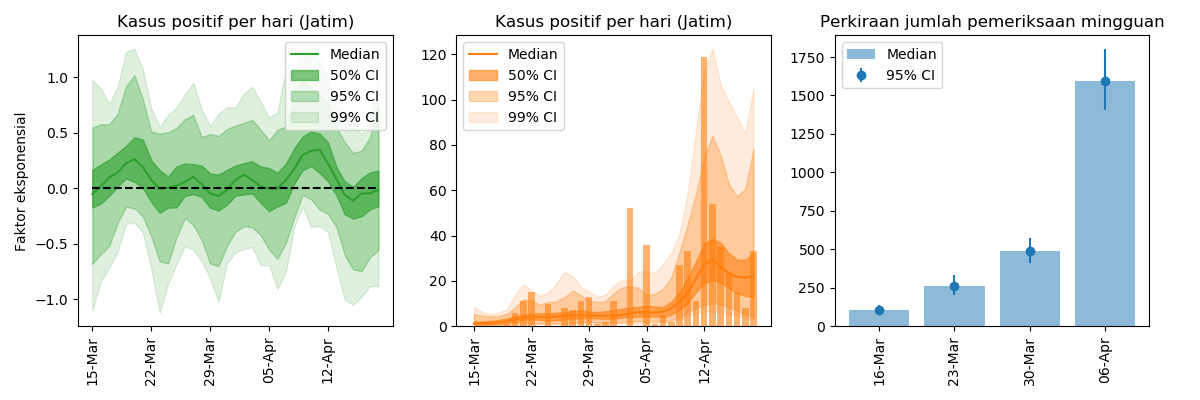 Kasus positif per hari (Jatim)
Faktor eksponensial
1.0
0.5
0.0
−0.5
−1.0
Median
50% CI
95% CI
99% CI
15-Mar
22-Mar
29-Mar
05-Apr
12-Apr
Kasus positif per hari (Jatim)
120
100
80
60
40
20
0
Median
50% CI
95% CI
99% CI
15-Mar
22-Mar
29-Mar
05-Apr
12-Apr
Perkiraan jumlah pemeriksaan mingguan
1750
1500
1250
1000
750
500
250
0
Median
95% CI
16-Mar
23-Mar
30-Mar
06-Apr